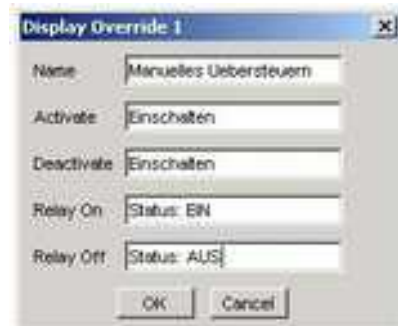 Display Override 1
Name Manuelles Uebersteuern
Activate Einschalten
Deactivate Einschalten
Relay On Status: EIN
Relay Off Status: AUS
OK Cancel